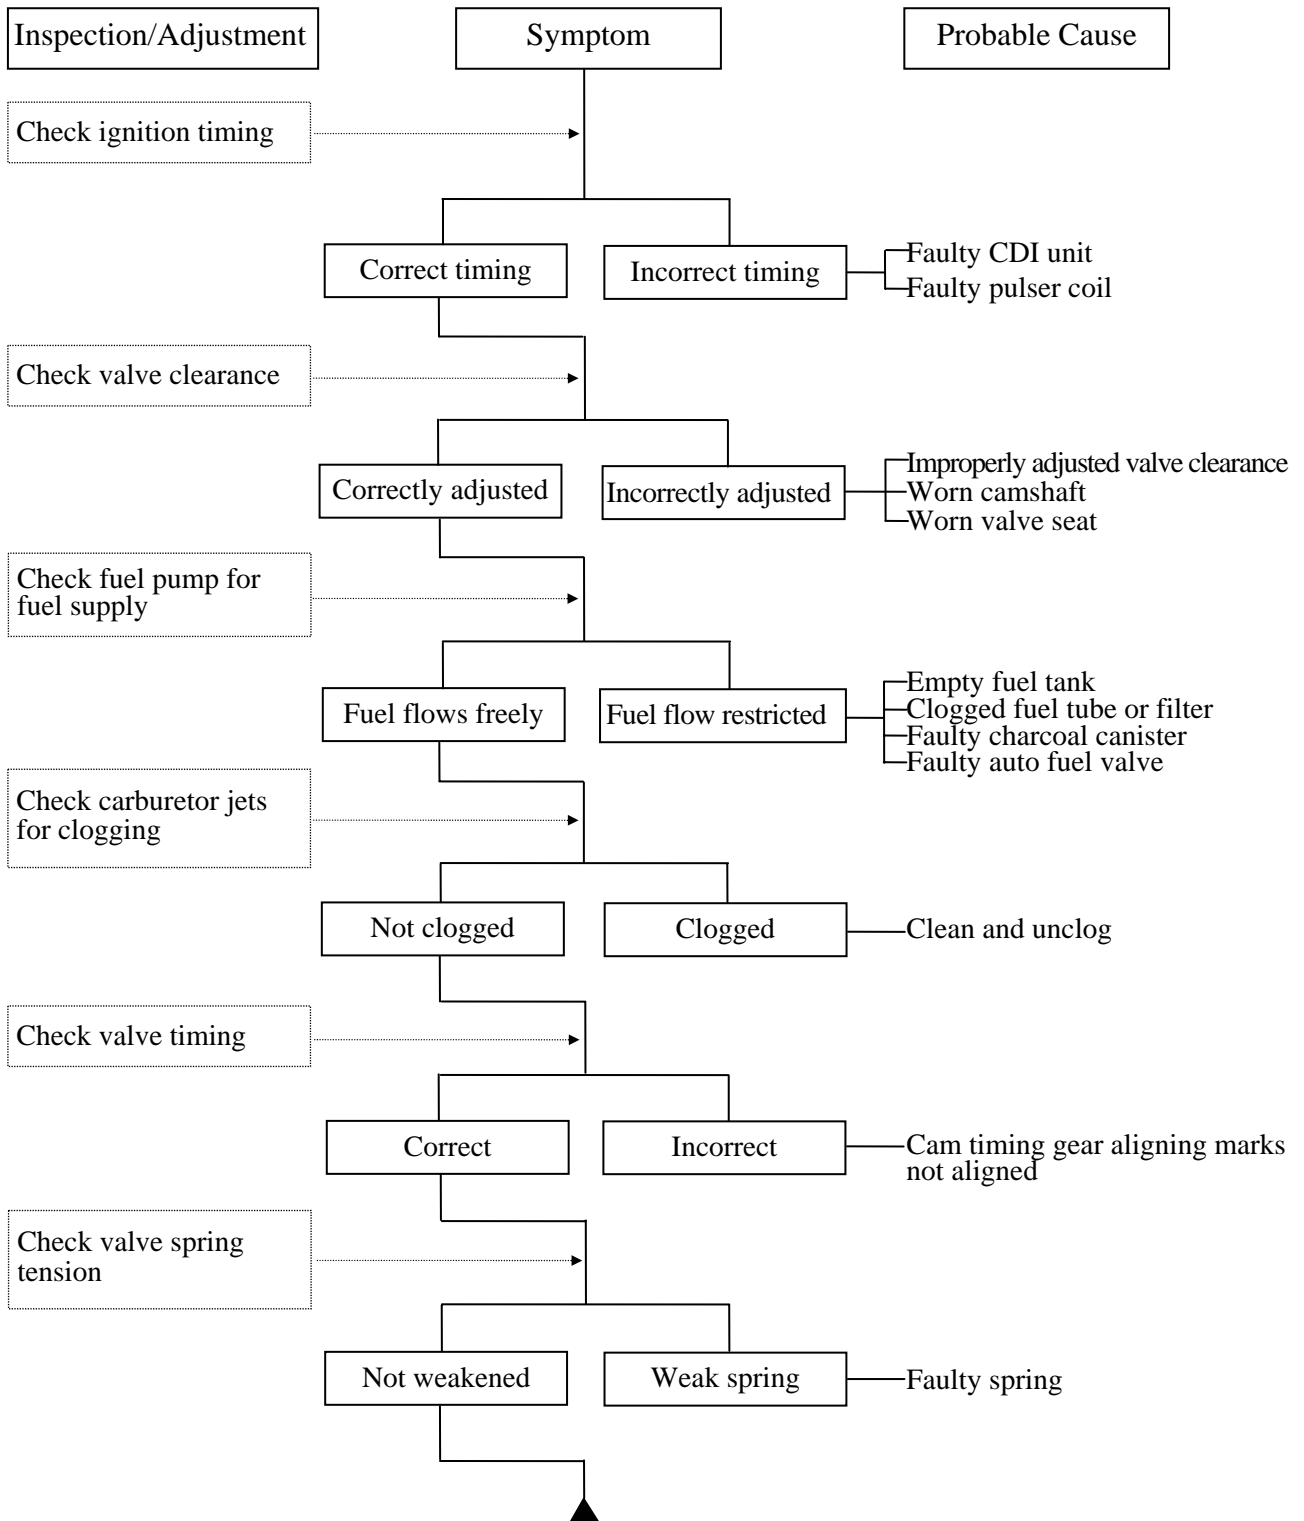 Inspection/Adjustment
Symptom
Probable Cause
Check ignition timing
Correct timing
Incorrect timing
Faulty CDI unit
Faulty pulser coil
Check valve clearance
Correctly adjusted
Incorrectly adjusted
Improperly adjusted valve clearance
Worn camshaft
Worn valve seat
Check fuel pump for
fuel supply
Fuel flows freely
Fuel flow restricted
Empty fuel tank
Clogged fuel tube or filter
Faulty charcoal canister
Faulty auto fuel valve
Check carburetor jets
for clogging
Not clogged
Clogged
Clean and unclog
Check valve timing
Correct
Incorrect
Cam timing gear aligning marks
not aligned
Check valve spring
tension
Not weakened
Weak spring
Faulty spring